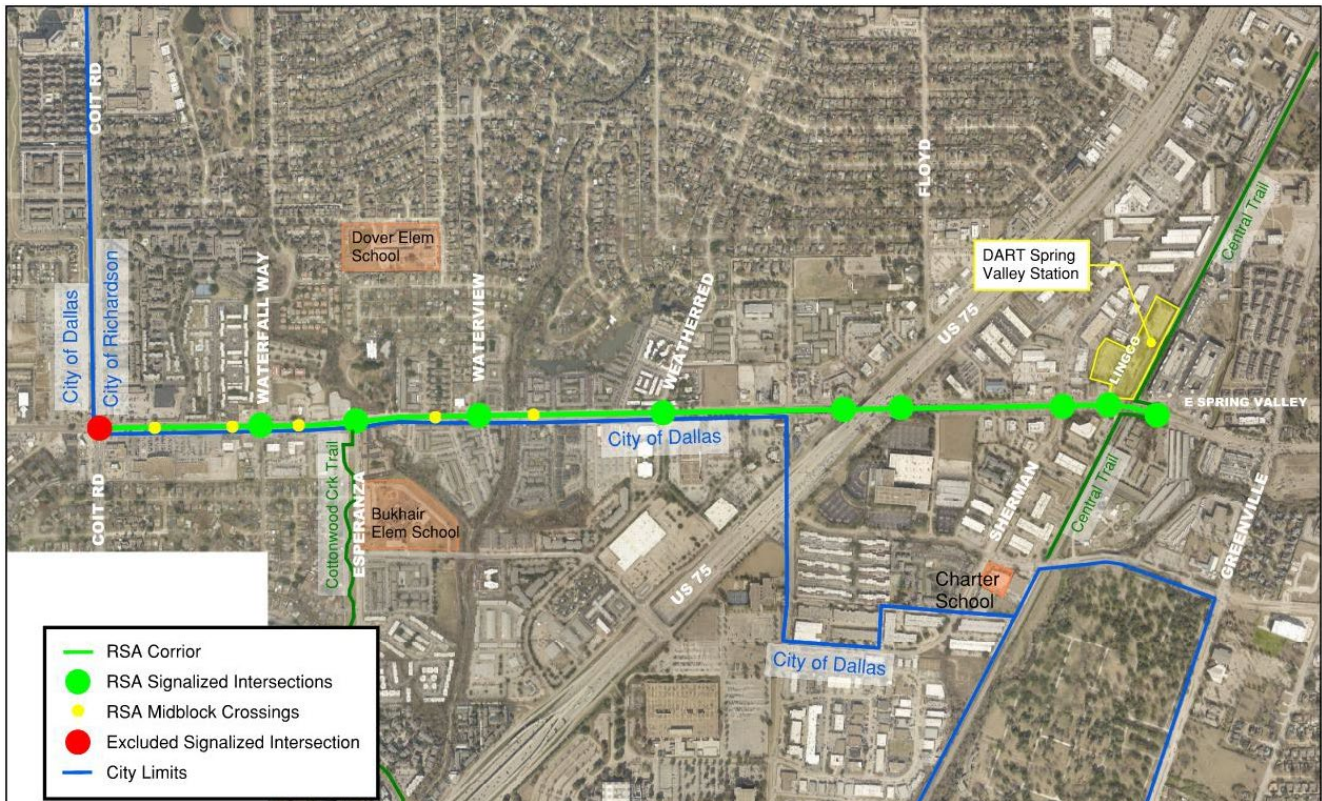 COIT RD
City of Dallas
City of Richardson
WATERFALL WAY
Dover Elem
School
WATERVIEW
WEATHERRED
FLOYD
US 75
DART Spring
Valley Station
LINGCO
Central Trail
E SPRING VALLEY
City of Dallas
COIT RD
Cottonwood Crk Trail
ESPERANZA
Bukhair
Elem School
US 75
SHERMAN
Central Trail
GREENVILLE
Charter
School
City of Dallas
RSA Corrior
RSA Signalized Intersections
RSA Midblock Crossings
Excluded Signalized Intersection
City Limits